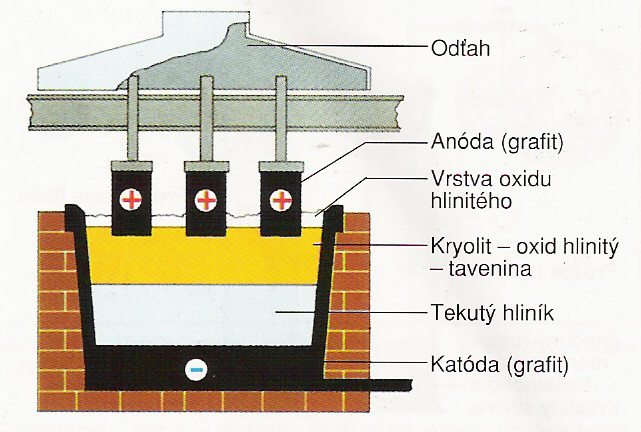 Odťah
Anóda (grafit)
Vrstva oxidu
hlinitého
Kryolit – oxid hlinitý
– tavenina
Tekutý hliník
Katóda (grafit)
+
+
+
-